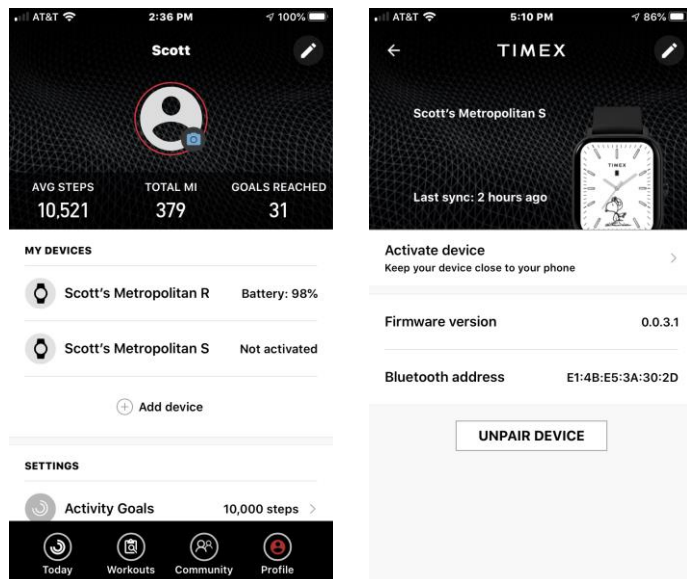 AT&T 2:36 PM 100%
Scott
AVG STEPS TOTAL MI GOALS REACHED
10,521 379 31
MY DEVICES
Scott's Metropolitan R Battery: 98%
Scott's Metropolitan S Not activated
Add device
SETTINGS
Activity Goals 10,000 steps
Today Workouts Community Profile
AT&T 5:10 PM 86%
TIMEX
Scott's Metropolitan S
TIMEX
Last sync: 2 hours ago
Activate device
Keep your device close to your phone
Firmware version 0.0.3.1
Bluetooth address E1:4B:E5:3A:30:2D
UNPAIR DEVICE